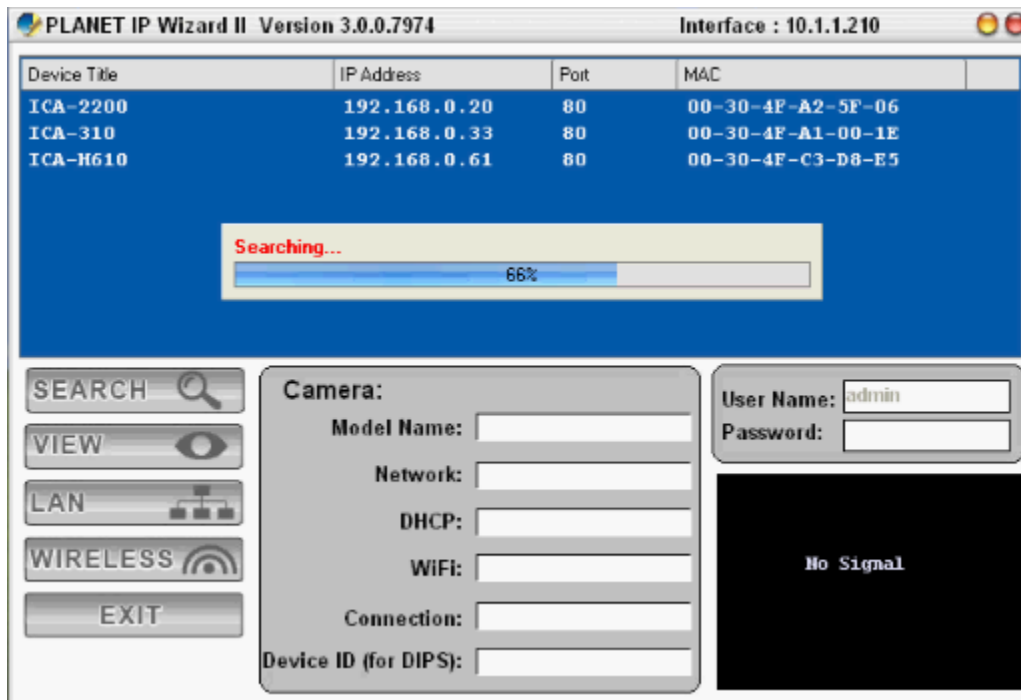 PLANET IP Wizard II Version 3.0.0.7974 Interface : 10.1.1.210
Device Title IP Address Port MAC
ICA-2200 192.168.0.20 80 00-30-4F-A2-5F-06
ICA-310 192.168.0.33 80 00-30-4F-A1-00-1E
ICA-H610 192.168.0.61 80 00-30-4F-C3-D8-E5
Searching...
66%
SEARCH
VIEW
LAN
WIRELESS
EXIT
Camera:
Model Name:
Network:
DHCP:
WiFi:
Connection:
Device ID (for DIPS):
User Name: admin
Password:
No Signal